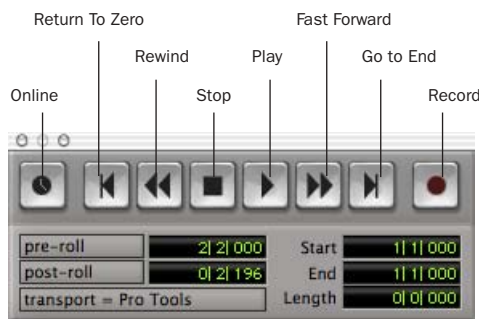 Return To Zero Fast Forward
Rewind Play Go to End
Online Stop Record
pre-roll 2| 2| 000 Start 1| 1| 000
post-roll 0| 2| 196 End 1| 1| 000
transport = Pro Tools Length 0| 0| 000